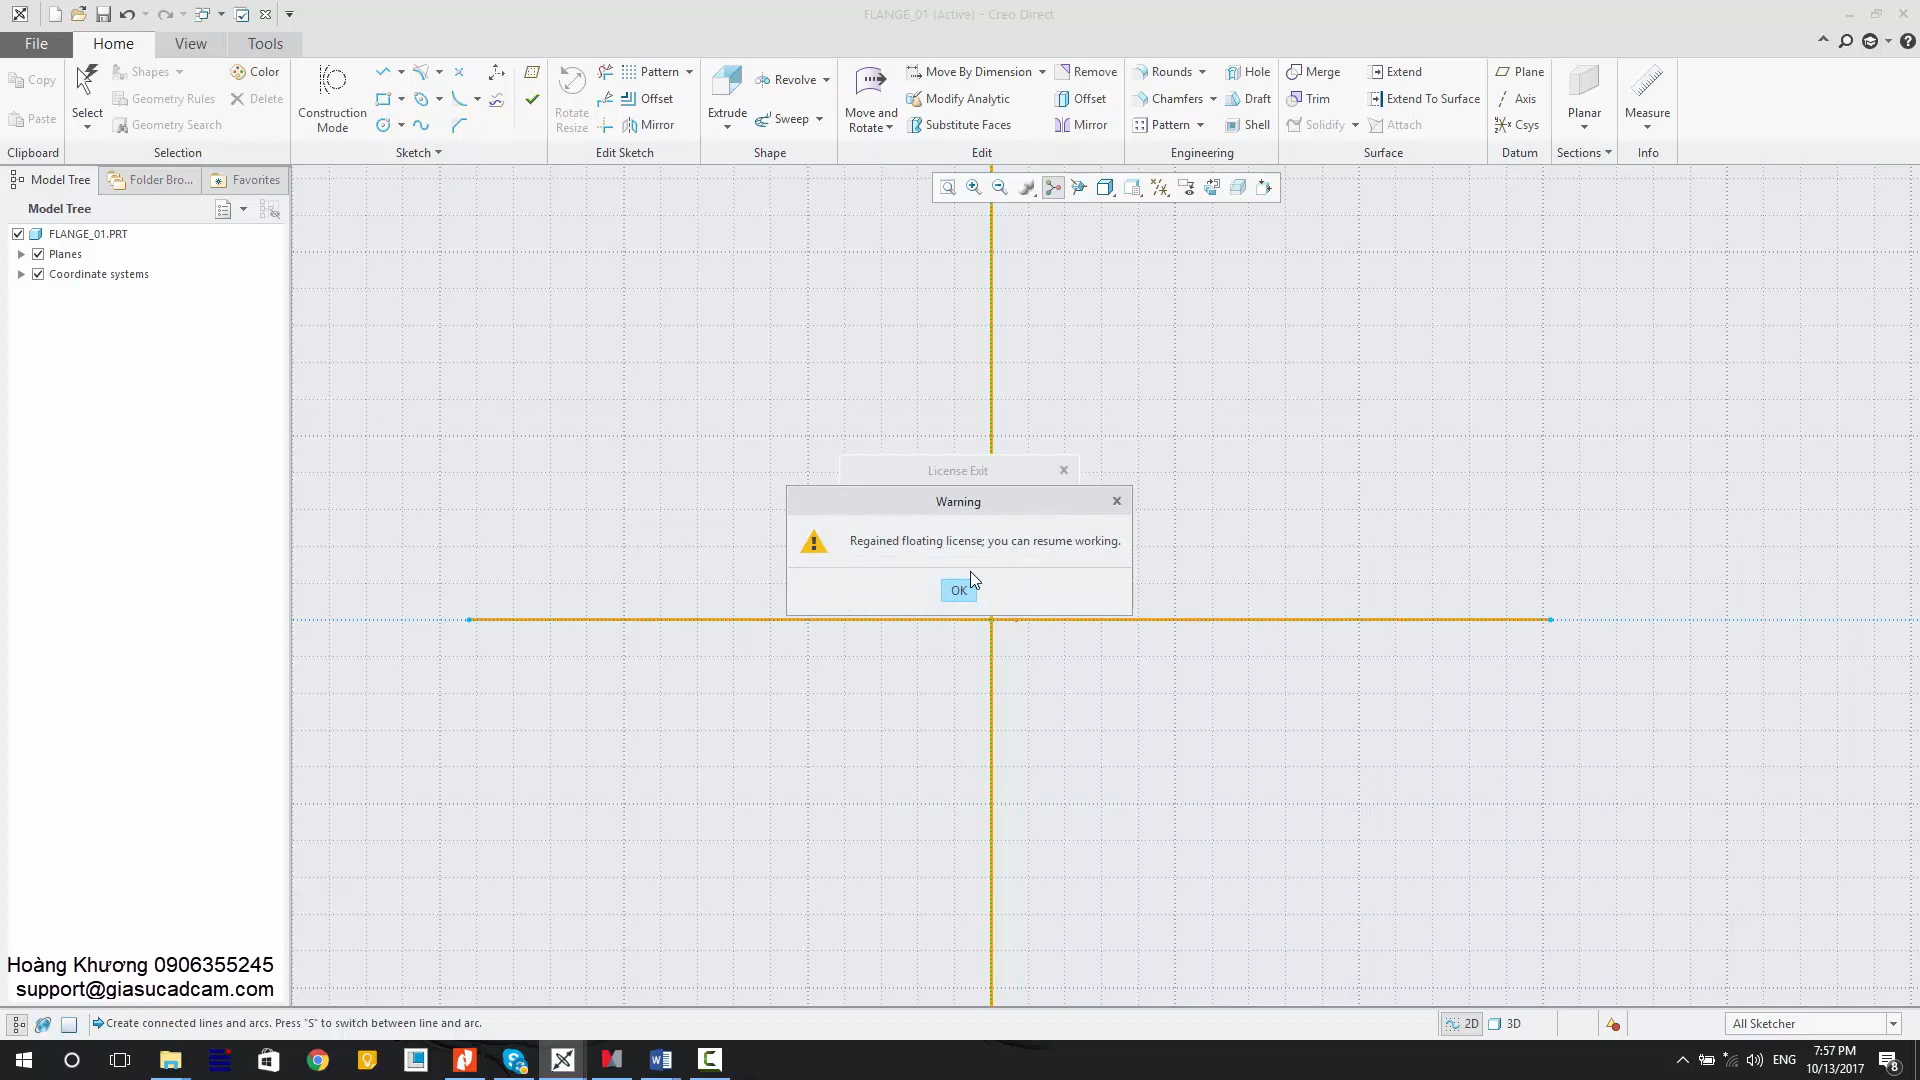 FLANGE_01 (Active) - Creo Direct
File Home View Tools
Copy
Paste
Clipboard
Select
Shapes
Geometry Rules
Geometry Search
Color
Delete
Selection
Construction
Mode
Sketch
Rotate
Resize
Pattern
Offset
Mirror
Edit Sketch
Extrude
Revolve
Sweep
Shape
Move and
Rotate
Move By Dimension
Modify Analytic
Substitute Faces
Remove
Offset
Mirror
Edit
Rounds
Chamfers
Pattern
Hole
Draft
Shell
Engineering
Merge
Trim
Solidify
Extend
Extend To Surface
Attach
Surface
Plane
Axis
Csys
Datum
Planar
Sections
Measure
Info
Model Tree Folder Bro... Favorites
Model Tree
FLANGE_01.PRT
Planes
Coordinate systems
License Exit
Warning
Regained floating license; you can resume working.
OK
Hoàng Khương 0906355245
support@giasucadcam.com
Create connected lines and arcs. Press "S" to switch between line and arc.
2D 3D
All Sketcher
ENG
7:57 PM
10/13/2017
8